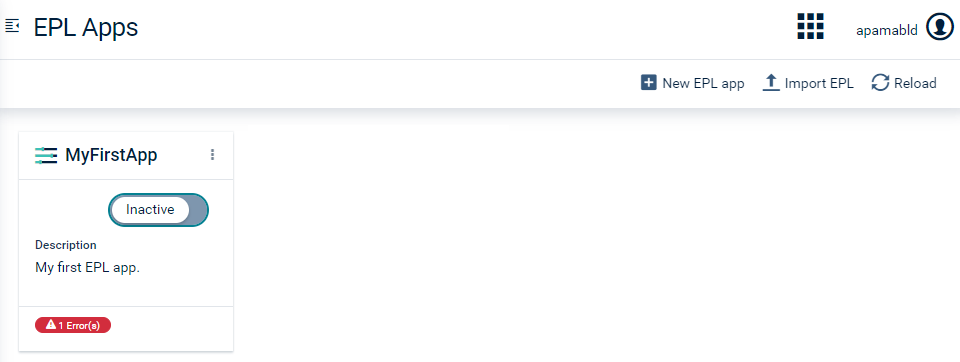 EPL Apps
apamabld
New EPL app
Import EPL
Reload
MyFirstApp
Inactive
Description
My first EPL app.
1 Error(s)